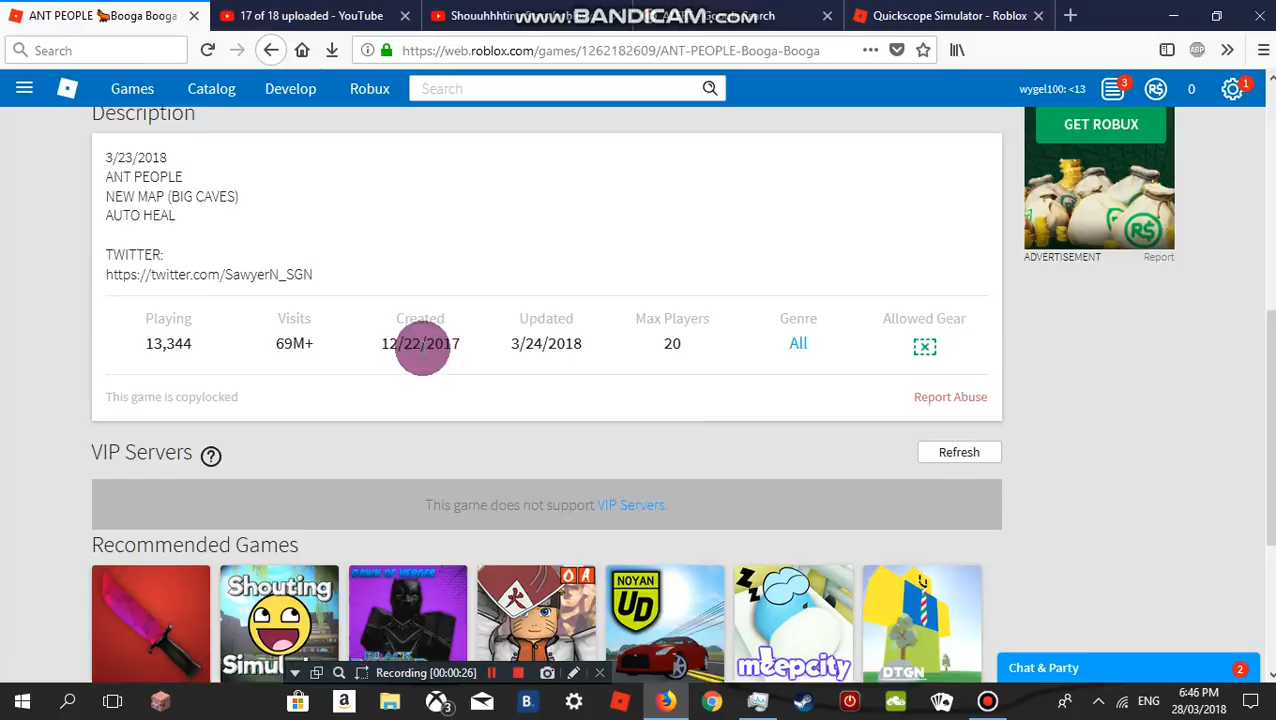 www.BANDICAM.com
ANT PEOPLE Booga Booga
17 of 18 uploaded - YouTube
Quickscope Simulator - Roblox
Search
https://web.roblox.com/games/1262182609/ANT-PEOPLE-Booga-Booga
ABP
Games
Catalog
Develop
Robux
Search
wygel100: <13
3
R$
0
1
Description
3/23/2018
ANT PEOPLE
NEW MAP (BIG CAVES)
AUTO HEAL
TWITTER:
https://twitter.com/SawyerN_SGN
GET ROBUX
R$
ADVERTISEMENT
Report
Playing
Visits
Created
Updated
Max Players
Genre
Allowed Gear
13,344
69M+
12/22/2017
3/24/2018
20
All
This game is copylocked
Report Abuse
VIP Servers ?
Refresh
This game does not support VIP Servers.
Recommended Games
Shouting
Simul
DAWN OF HEROES
BLACK
O A
NOYAN
UD
Z Z
meepcity
DTGN
Recording [00:00:26]
Chat & Party
2
3
B.
ENG
6:46 PM
28/03/2018